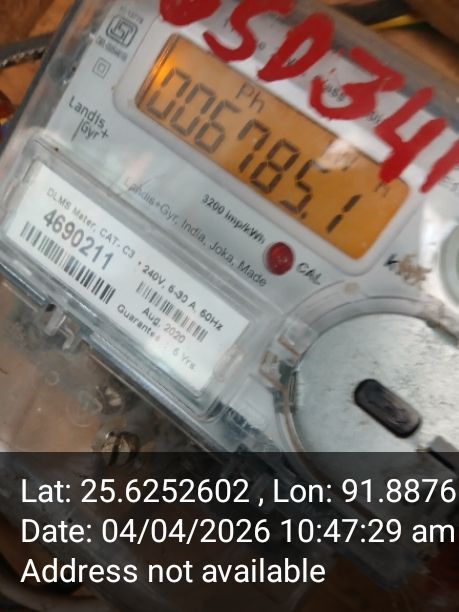 GSD341
Ph
006785.1
Landis+
Gyr
3200 imp/kWh
Landis+Gyr, India, Joka, Made
CAL
DLMS Meter, CAT- C3
4690211
240V, 5-30 A, 50Hz
Aug. 2020
Guarantee : 5 Yrs
Lat: 25.6252602 , Lon: 91.8876
Date: 04/04/2026 10:47:29 am
Address not available